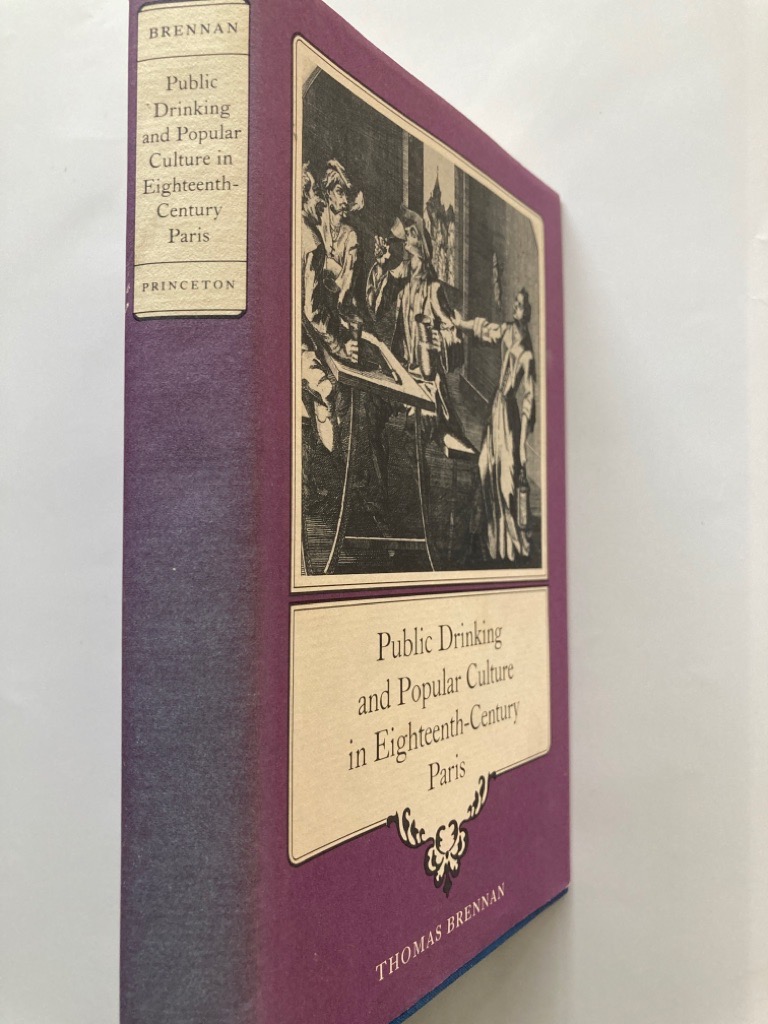 BRENNAN
Public
Drinking
and Popular
Culture in
Eighteenth-
Century
Paris
PRINCETON
Public Drinking
and Popular Culture
in Eighteenth-Century
Paris
THOMAS BRENNAN